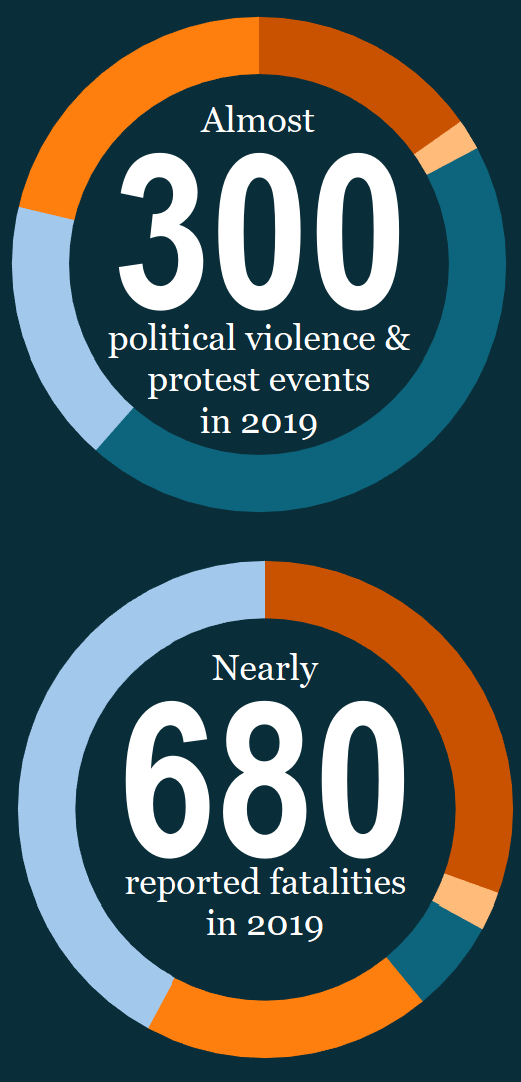 Almost
300
political violence &
protest events
in 2019
Nearly
680
reported fatalities
in 2019